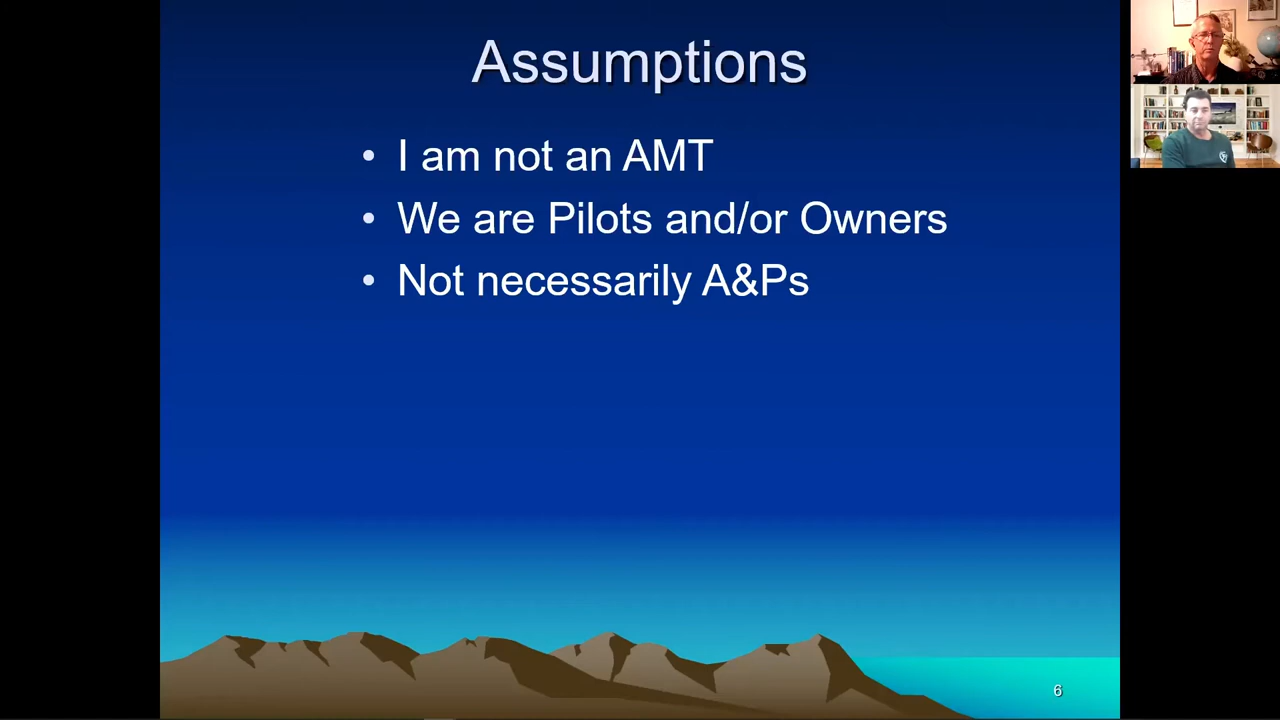 Assumptions
• I am not an AMT
• We are Pilots and/or Owners
• Not necessarily A&Ps
6